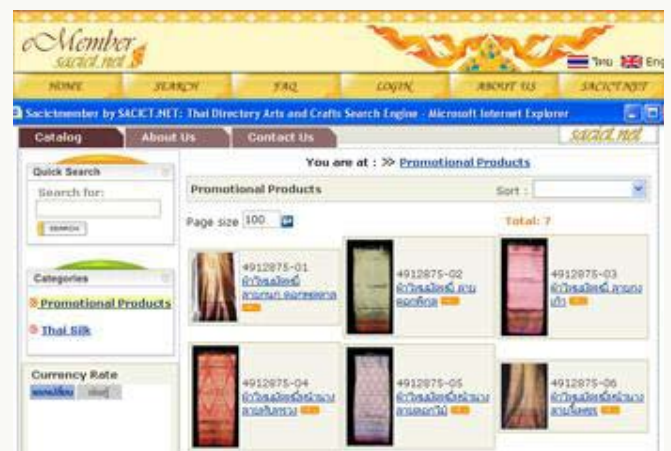 eMember
sacict.net
ไทย Eng
HOME SEARCH FAQ LOGIN ABOUT US SACICT.NET
Sacictmember by SACICT.NET: Thai Directory Arts and Crafts Search Engine - Microsoft Internet Explorer
Catalog About Us Contact Us sacict.net
You are at : >> Promotional Products
Quick Search
Search for:
SEARCH
Promotional Products Sort :
Page size 100 Total: 7
Categories
Promotional Products
Thai Silk
Currency Rate
4912875-01
4912875-02
4912875-03
4912875-04
4912875-05
4912875-06